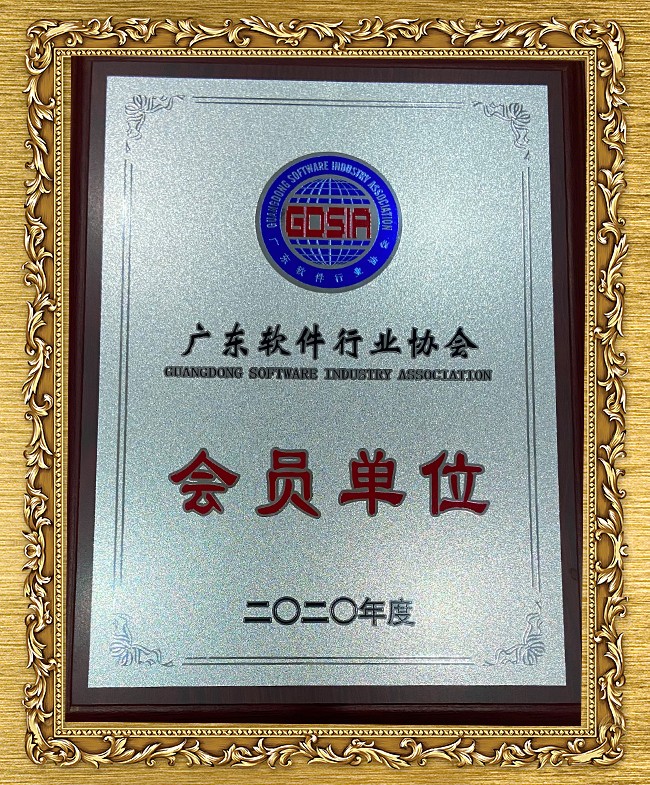 GUANGDONG SOFTWARE INDUSTRY ASSOCIATION
GDSIA
广东软件行业协会
广东软件行业协会
GUANGDONG SOFTWARE INDUSTRY ASSOCIATION
会员单位
二〇二〇年度